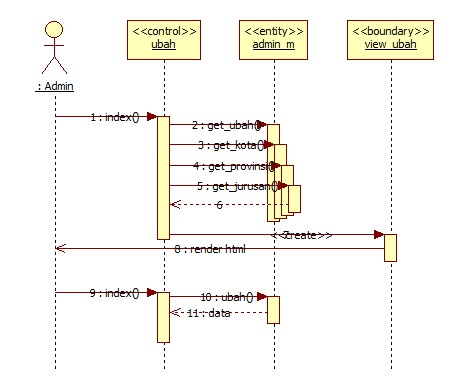 <<control>>
ubah
<<entity>>
admin_m
<<boundary>>
view_ubah
: Admin
1 : index()
2 : get_ubah()
3 : get_kota()
4 : get_provinsi()
5 : get_jurusan()
6
7
<<create>>
8 : render html
9 : index()
10 : ubah()
11 : data